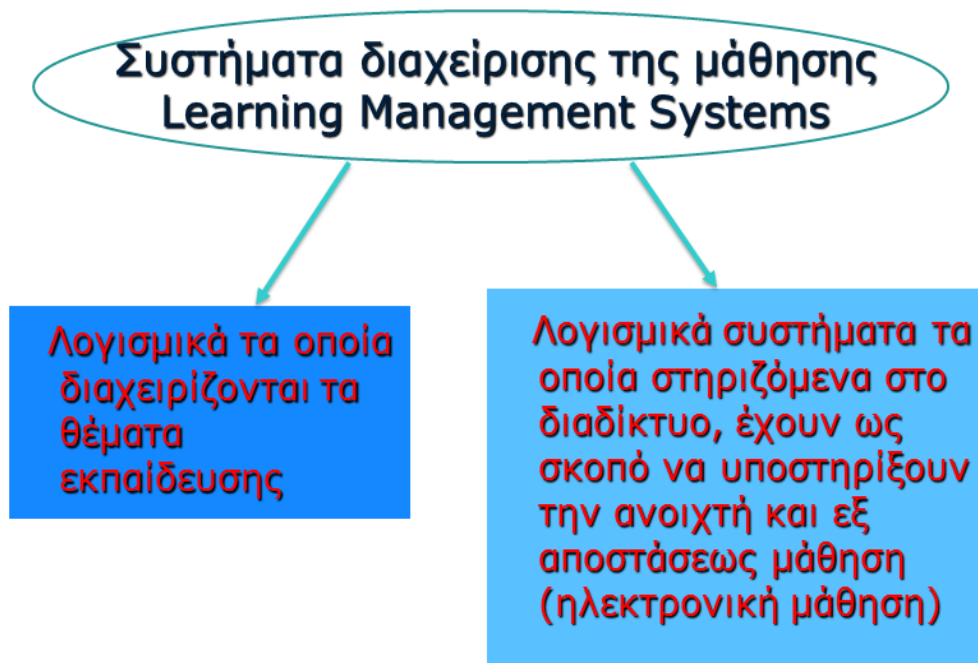 Συστήματα διαχείρισης της μάθησης
Learning Management Systems
Λογισμικά τα οποία
διαχειρίζονται τα
θέματα
εκπαίδευσης
Λογισμικά συστήματα τα
οποία στηριζόμενα στο
διαδίκτυο, έχουν ως
σκοπό να υποστηρίξουν
την ανοιχτή και εξ
αποστάσεως μάθηση
(ηλεκτρονική μάθηση)